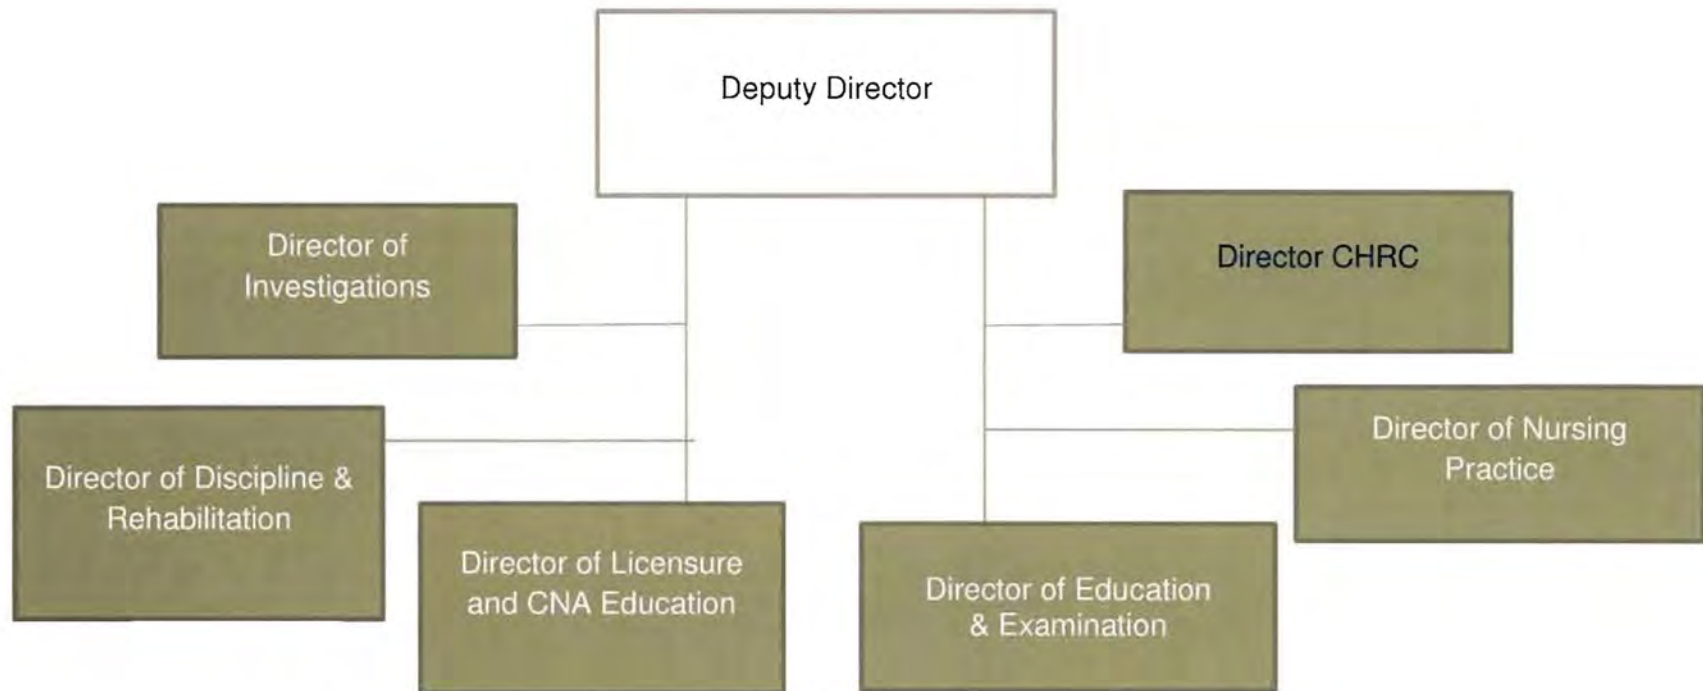 Deputy Director
Director of
Investigations
Director CHRC
Director of Discipline &
Rehabilitation
Director of Nursing
Practice
Director of Licensure
and CNA Education
Director of Education
& Examination